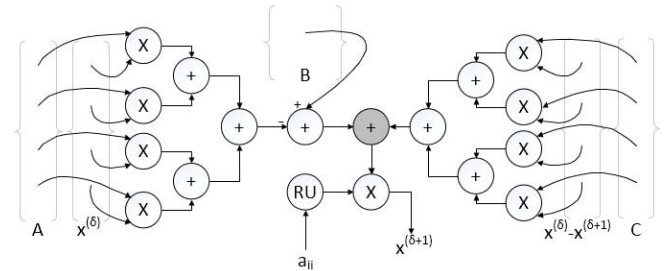 X
X
+
X
+
X
+
A
x(δ)
B
−
+
+
+
+
RU
X
aii
x(δ+1)
X
X
+
X
+
X
x(δ)-x(δ+1)
C